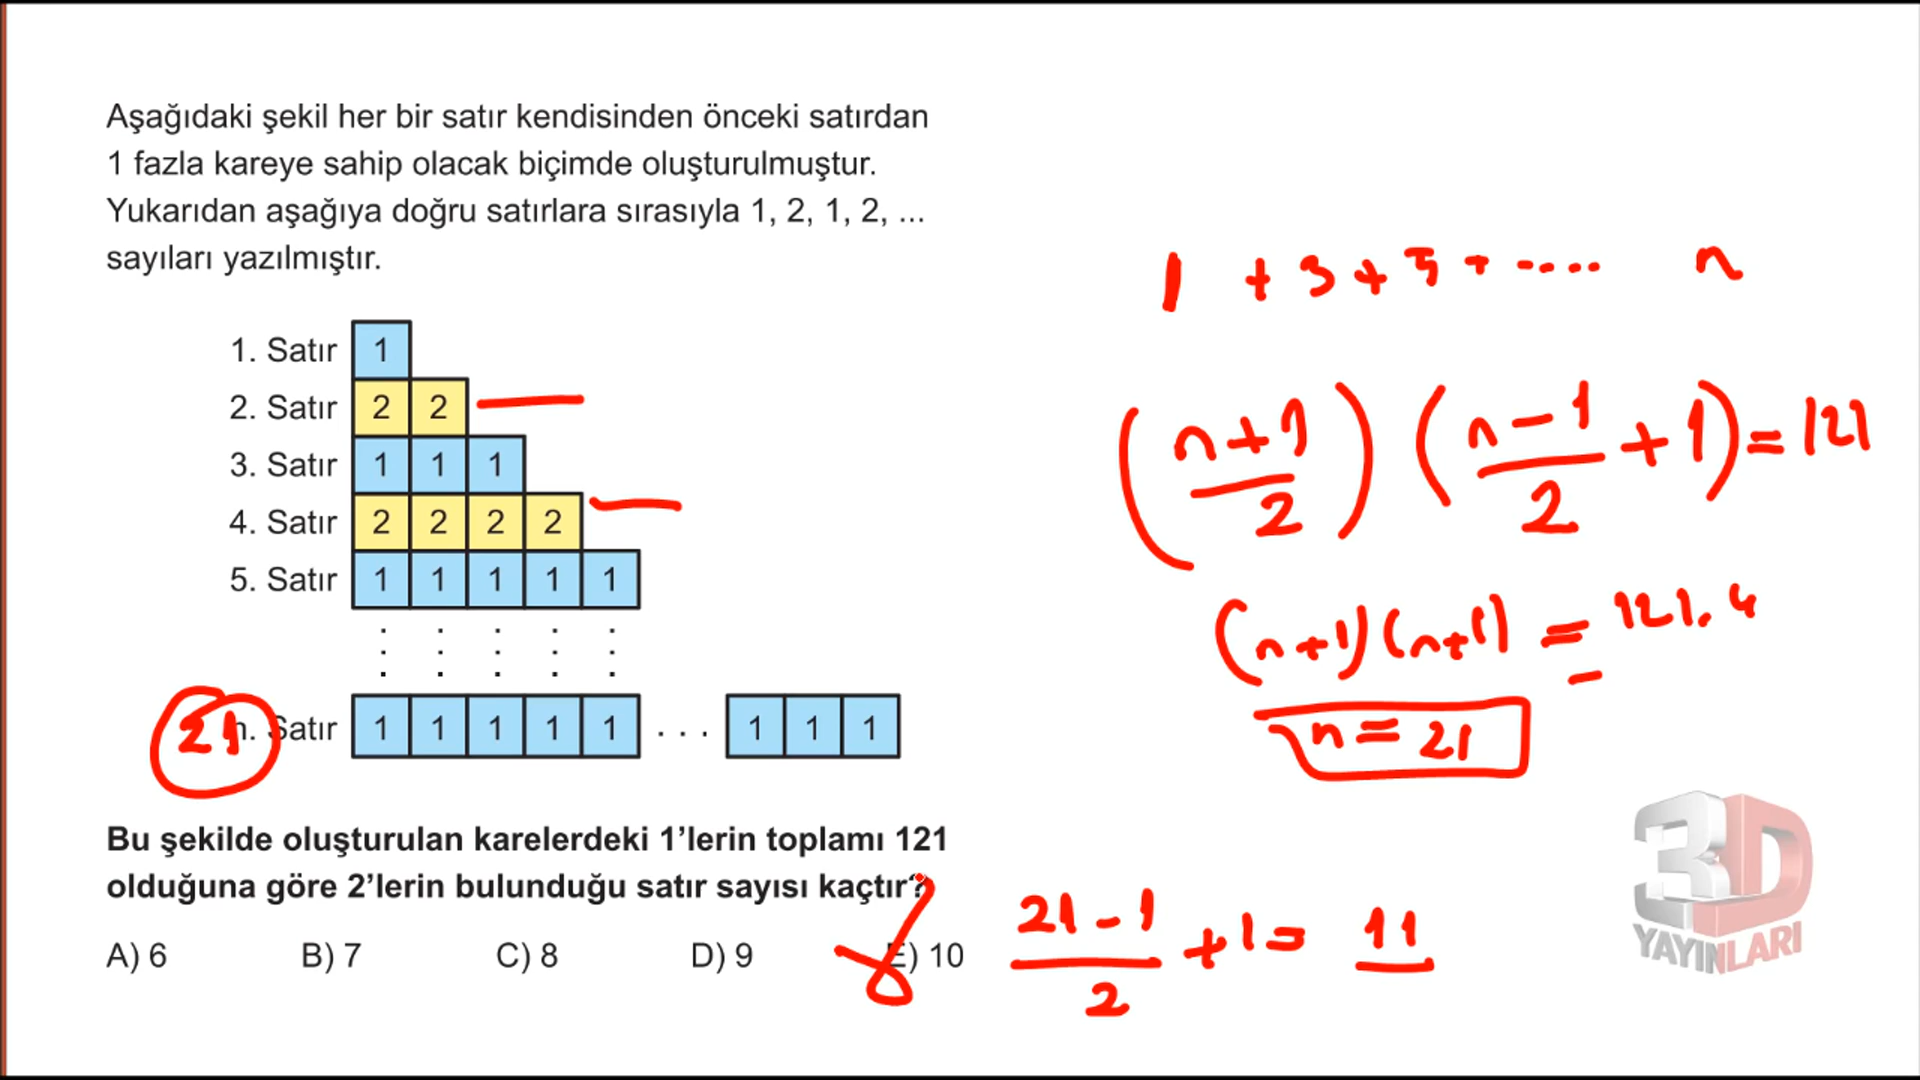 Aşağıdaki şekil her bir satır kendisinden önceki satırdan
1 fazla kareye sahip olacak biçimde oluşturulmuştur.
Yukarıdan aşağıya doğru satırlara sırasıyla 1, 2, 1, 2, ...
sayıları yazılmıştır.
1 + 3 + 5 + ..... n
1. Satır 1
2. Satır 2 2
3. Satır 1 1 1
4. Satır 2 2 2 2
5. Satır 1 1 1 1 1
(n+1/2) (n-1/2 + 1) = 121
(n+1)(n+1) = 121.4
n = 21
21 n. Satır 1 1 1 1 1 ... 1 1 1
Bu şekilde oluşturulan karelerdeki 1’lerin toplamı 121
olduğuna göre 2’lerin bulunduğu satır sayısı kaçtır?
A) 6 B) 7 C) 8 D) 9 E) 10
21-1/2 + 1 = 11
3D
YAYINLARI